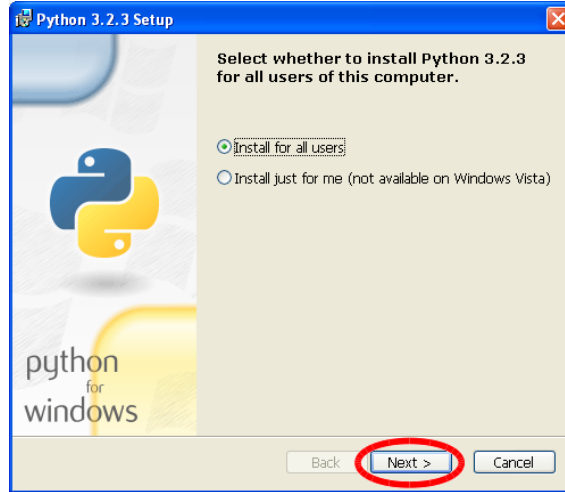 Python 3.2.3 Setup
Select whether to install Python 3.2.3
for all users of this computer.
Install for all users
Install just for me (not available on Windows Vista)
python
for
windows
Back
Next >
Cancel